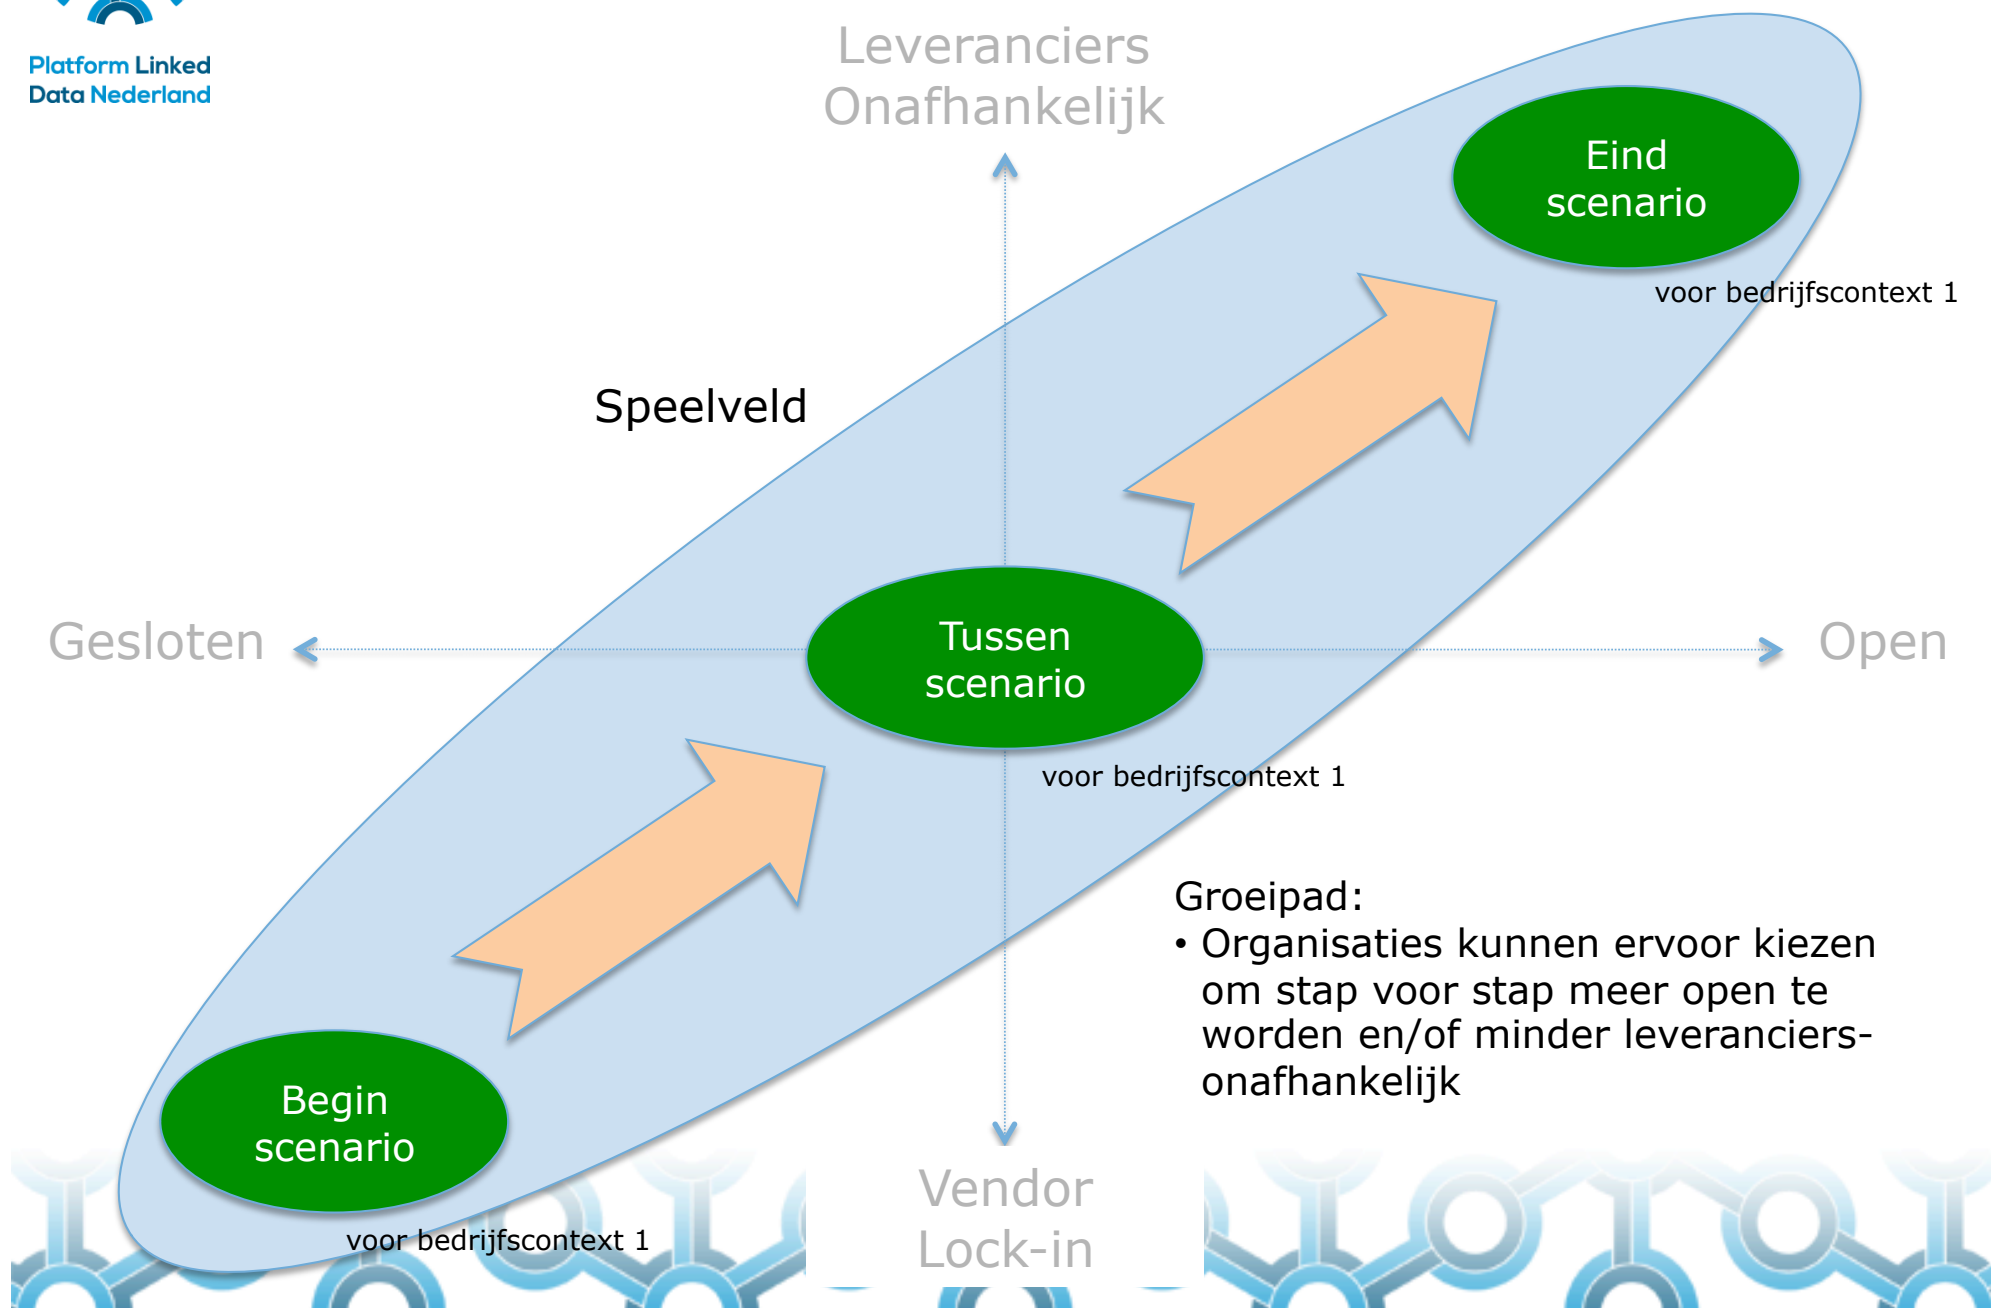 Platform Linked
Data Nederland
Leveranciers
Onafhankelijk
Eind
scenario
voor bedrijfscontext 1
Speelveld
Gesloten
Tussen
scenario
Open
voor bedrijfscontext 1
Groeipad:
• Organisaties kunnen ervoor kiezen
om stap voor stap meer open te
worden en/of minder leveranciers-
onafhankelijk
Begin
scenario
voor bedrijfscontext 1
Vendor
Lock-in